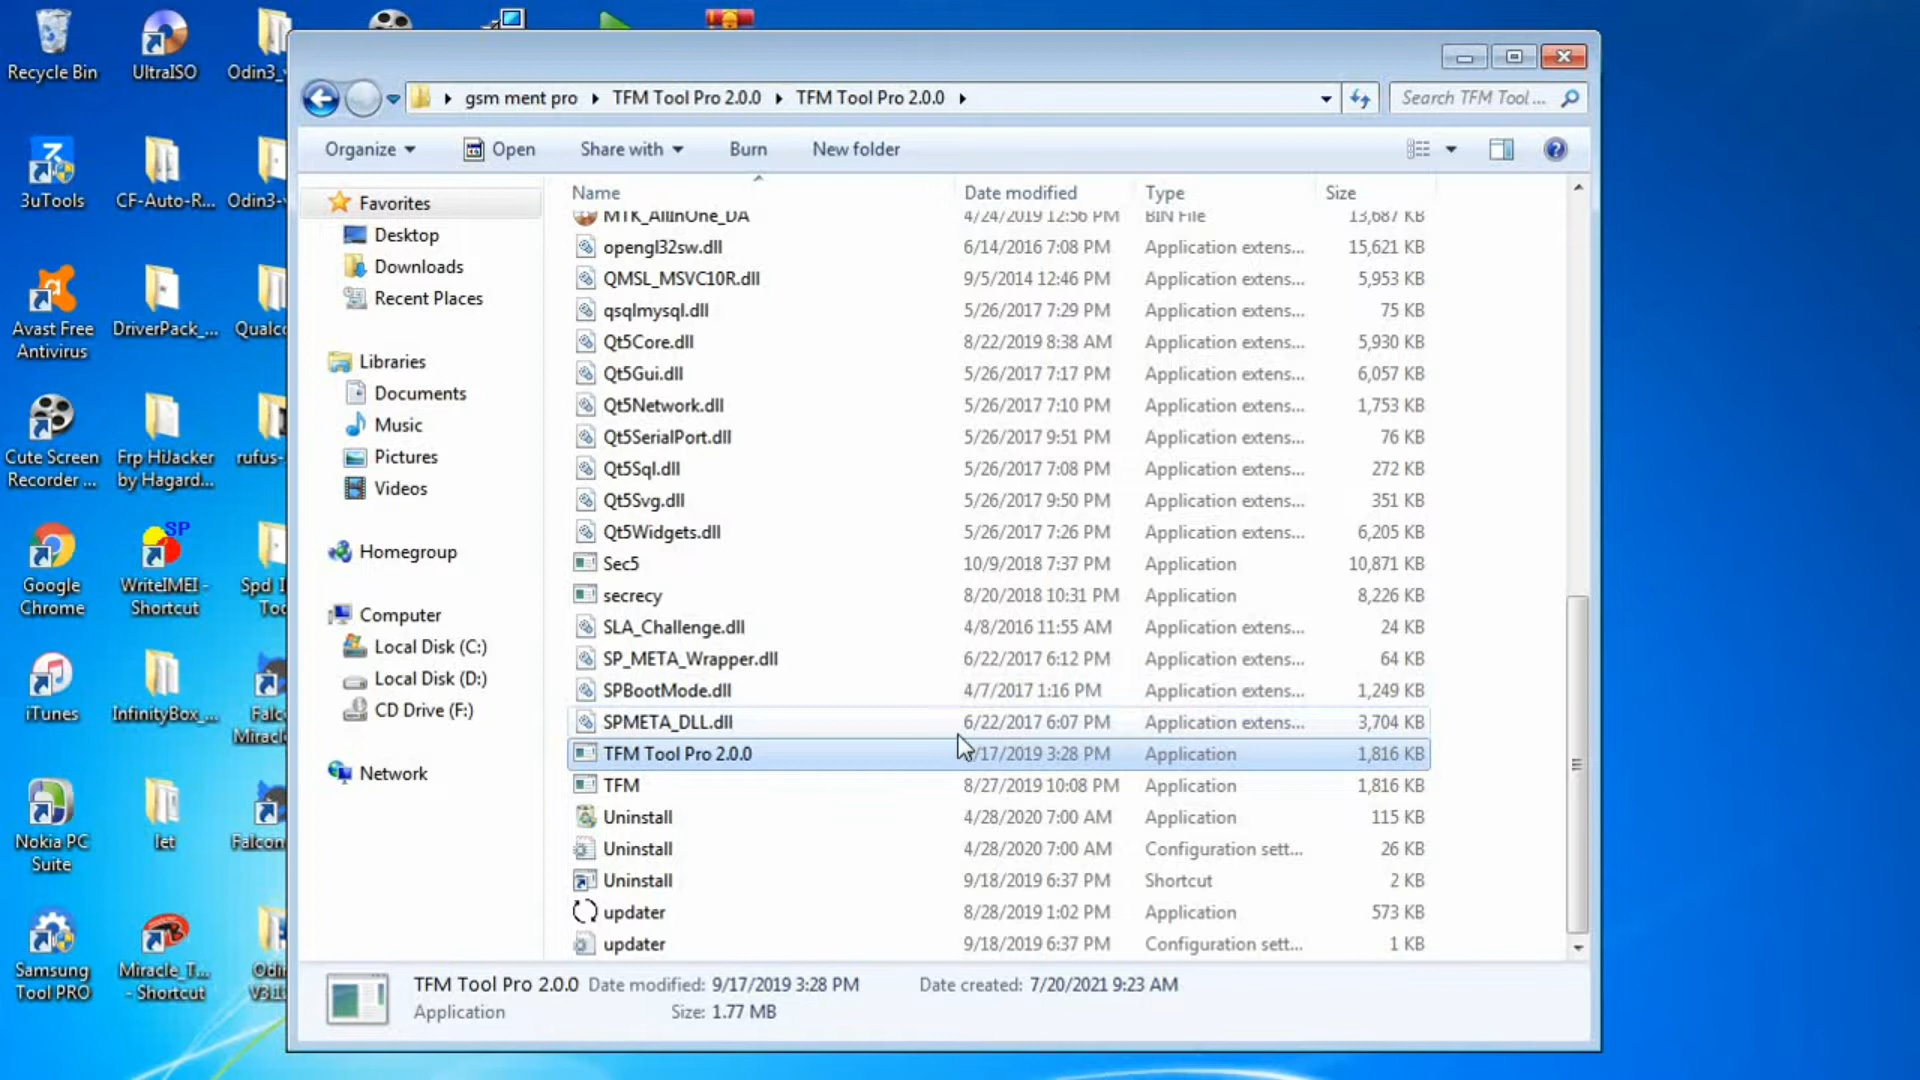 Recycle Bin
UltraISO
Odin3_
3uTools
CF-Auto-R...
Odin3-
Avast Free
Antivirus
DriverPack_...
Qualc
Cute Screen
Recorder ...
Frp HiJacker
by Hagard...
rufus-
Google
Chrome
SP
WriteIMEI -
Shortcut
Spd
Too
iTunes
InfinityBox_...
Falc
Miracl
Nokia PC
Suite
let
Falcon
Samsung
Tool PRO
Miracle_T...
- Shortcut
Odi
gsm ment pro
TFM Tool Pro 2.0.0
TFM Tool Pro 2.0.0
Search TFM Tool ...
Organize
Open
Share with
Burn
New folder
Favorites
Desktop
Downloads
Recent Places
Libraries
Documents
Music
Pictures
Videos
Homegroup
Computer
Local Disk (C:)
Local Disk (D:)
CD Drive (F:)
Network
Name Date modified Type Size
MTK_AllInOne_DA 4/24/2019 12:56 PM BIN File 13,687 KB
opengl32sw.dll 6/14/2016 7:08 PM Application extens... 15,621 KB
QMSL_MSVC10R.dll 9/5/2014 12:46 PM Application extens... 5,953 KB
qsqlmysql.dll 5/26/2017 7:29 PM Application extens... 75 KB
Qt5Core.dll 8/22/2019 8:38 AM Application extens... 5,930 KB
Qt5Gui.dll 5/26/2017 7:17 PM Application extens... 6,057 KB
Qt5Network.dll 5/26/2017 7:10 PM Application extens... 1,753 KB
Qt5SerialPort.dll 5/26/2017 9:51 PM Application extens... 76 KB
Qt5Sql.dll 5/26/2017 7:08 PM Application extens... 272 KB
Qt5Svg.dll 5/26/2017 9:50 PM Application extens... 351 KB
Qt5Widgets.dll 5/26/2017 7:26 PM Application extens... 6,205 KB
Sec5 10/9/2018 7:37 PM Application 10,871 KB
secrecy 8/20/2018 10:31 PM Application 8,226 KB
SLA_Challenge.dll 4/8/2016 11:55 AM Application extens... 24 KB
SP_META_Wrapper.dll 6/22/2017 6:12 PM Application extens... 64 KB
SPBootMode.dll 4/7/2017 1:16 PM Application extens... 1,249 KB
SPMETA_DLL.dll 6/22/2017 6:07 PM Application extens... 3,704 KB
TFM Tool Pro 2.0.0 /17/2019 3:28 PM Application 1,816 KB
TFM 8/27/2019 10:08 PM Application 1,816 KB
Uninstall 4/28/2020 7:00 AM Application 115 KB
Uninstall 4/28/2020 7:00 AM Configuration sett... 26 KB
Uninstall 9/18/2019 6:37 PM Shortcut 2 KB
updater 8/28/2019 1:02 PM Application 573 KB
updater 9/18/2019 6:37 PM Configuration sett... 1 KB
TFM Tool Pro 2.0.0 Date modified: 9/17/2019 3:28 PM Date created: 7/20/2021 9:23 AM
Application Size: 1.77 MB